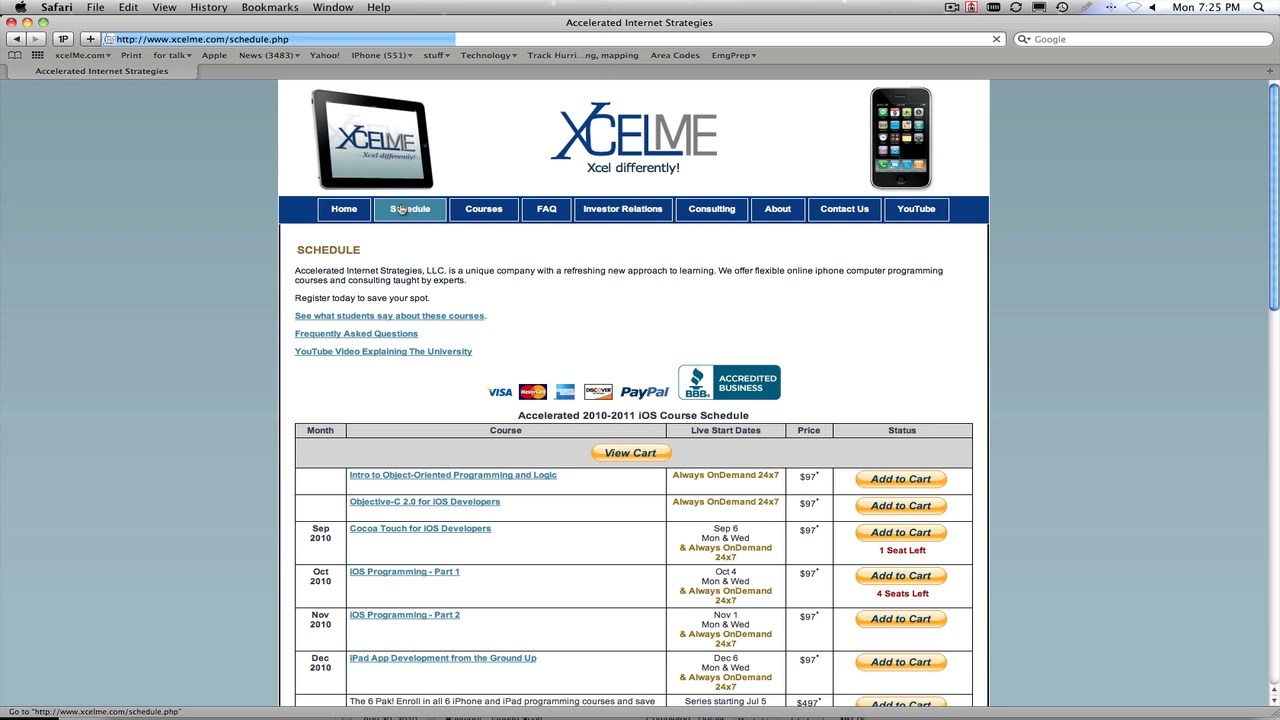 Safari File Edit View History Bookmarks Window Help Mon 7:25 PM
Accelerated Internet Strategies
1P + http://www.xcelme.com/schedule.php Google
xcelMe.com Print for talk Apple News (3483) Yahoo! IPhone (551) stuff Technology Track Hurri...ng, mapping Area Codes EmgPrep
Accelerated Internet Strategies
XCELME
Xcel differently!
XCELME
Xcel differently!
Home Schedule Courses FAQ Investor Relations Consulting About Contact Us YouTube
SCHEDULE
Accelerated Internet Strategies, LLC. is a unique company with a refreshing new approach to learning. We offer flexible online iphone computer programming
courses and consulting taught by experts.
Register today to save your spot.
See what students say about these courses.
Frequently Asked Questions
YouTube Video Explaining The University
VISA MasterCard DISCOVER PayPal BBB. ACCREDITED BUSINESS
Accelerated 2010-2011 iOS Course Schedule
Month Course Live Start Dates Price Status
View Cart
Intro to Object-Oriented Programming and Logic Always OnDemand 24x7 $97* Add to Cart
Objective-C 2.0 for iOS Developers Always OnDemand 24x7 $97* Add to Cart
Sep 2010 Cocoa Touch for iOS Developers Sep 6 Mon & Wed & Always OnDemand 24x7 $97* Add to Cart 1 Seat Left
Oct 2010 iOS Programming - Part 1 Oct 4 Mon & Wed & Always OnDemand 24x7 $97* Add to Cart 4 Seats Left
Nov 2010 iOS Programming - Part 2 Nov 1 Mon & Wed & Always OnDemand 24x7 $97* Add to Cart
Dec 2010 iPad App Development from the Ground Up Dec 6 Mon & Wed & Always OnDemand 24x7 $97* Add to Cart
The 6 Pak! Enroll in all 6 iPhone and iPad programming courses and save Series starting Jul 5 $497* Add to Cart
Go to "http://www.xcelme.com/schedule.php"